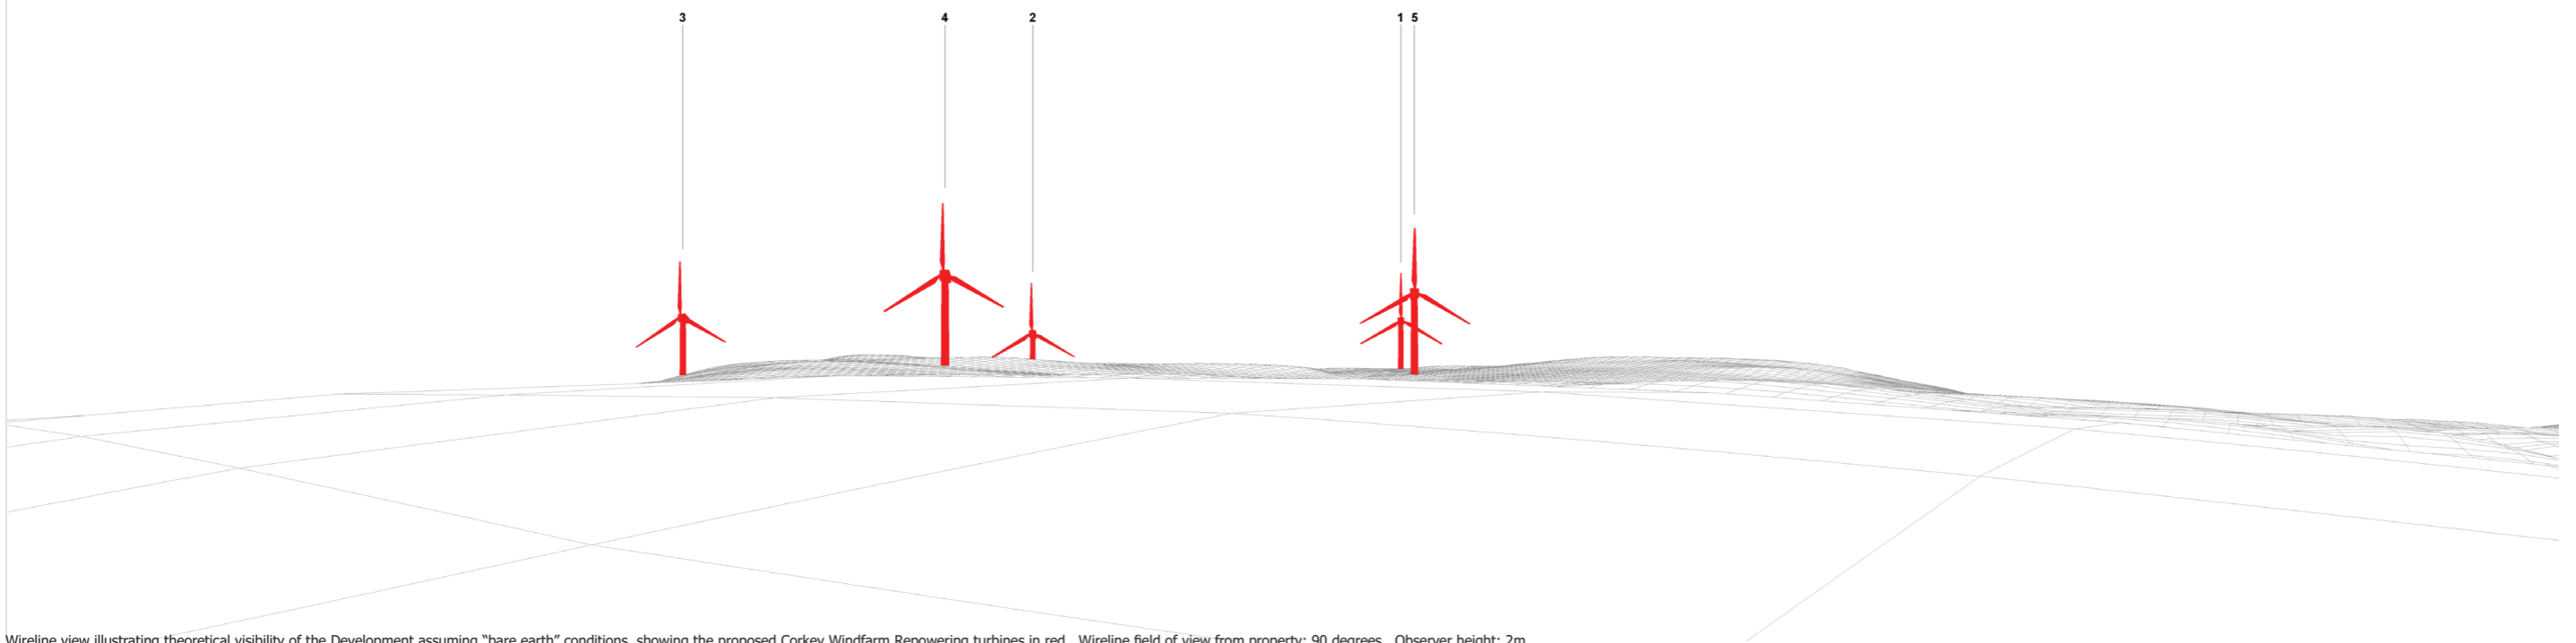 3 4 2 1 5
Wireline view illustrating theoretical visibility of the Development assuming “bare earth” conditions, showing the proposed Corkey Windfarm Repowering turbines in red. Wireline field of view from property: 90 degrees. Observer height: 2m